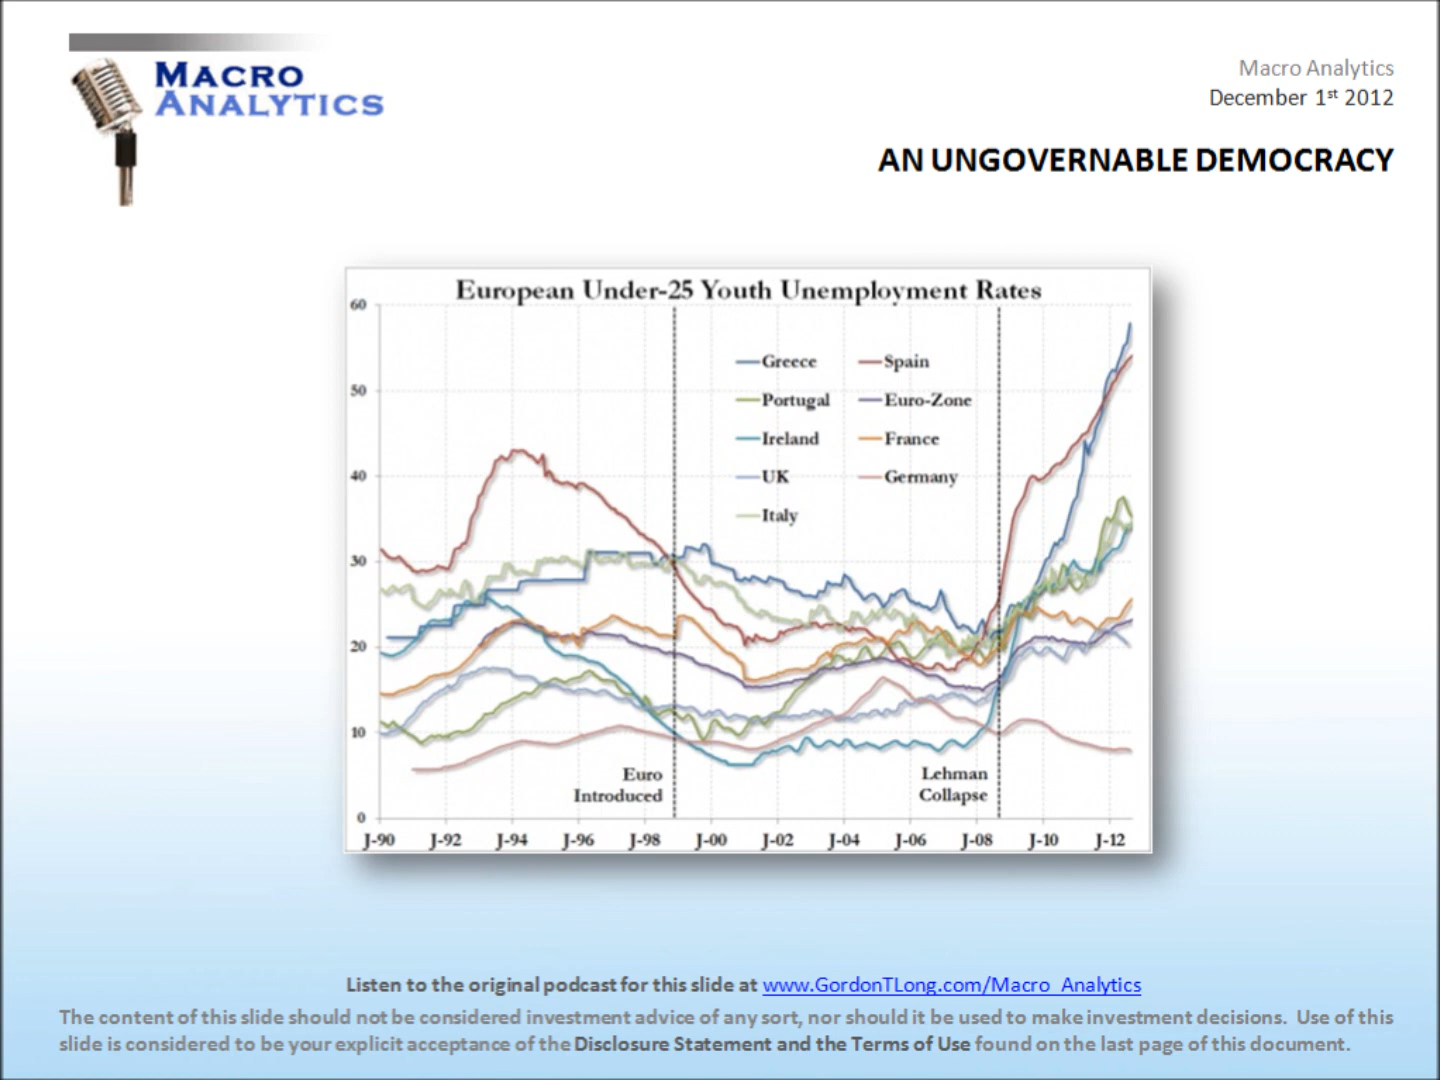 MACRO
ANALYTICS
Macro Analytics
December 1st 2012
AN UNGOVERNABLE DEMOCRACY
European Under-25 Youth Unemployment Rates
60
50
40
30
20
10
0
Greece
Spain
Portugal
Euro-Zone
Ireland
France
UK
Germany
Italy
Euro
Introduced
Lehman
Collapse
J-90 J-92 J-94 J-96 J-98 J-00 J-02 J-04 J-06 J-08 J-10 J-12
Listen to the original podcast for this slide at www.GordonTLong.com/Macro_Analytics
The content of this slide should not be considered investment advice of any sort, nor should it be used to make investment decisions. Use of this
slide is considered to be your explicit acceptance of the Disclosure Statement and the Terms of Use found on the last page of this document.